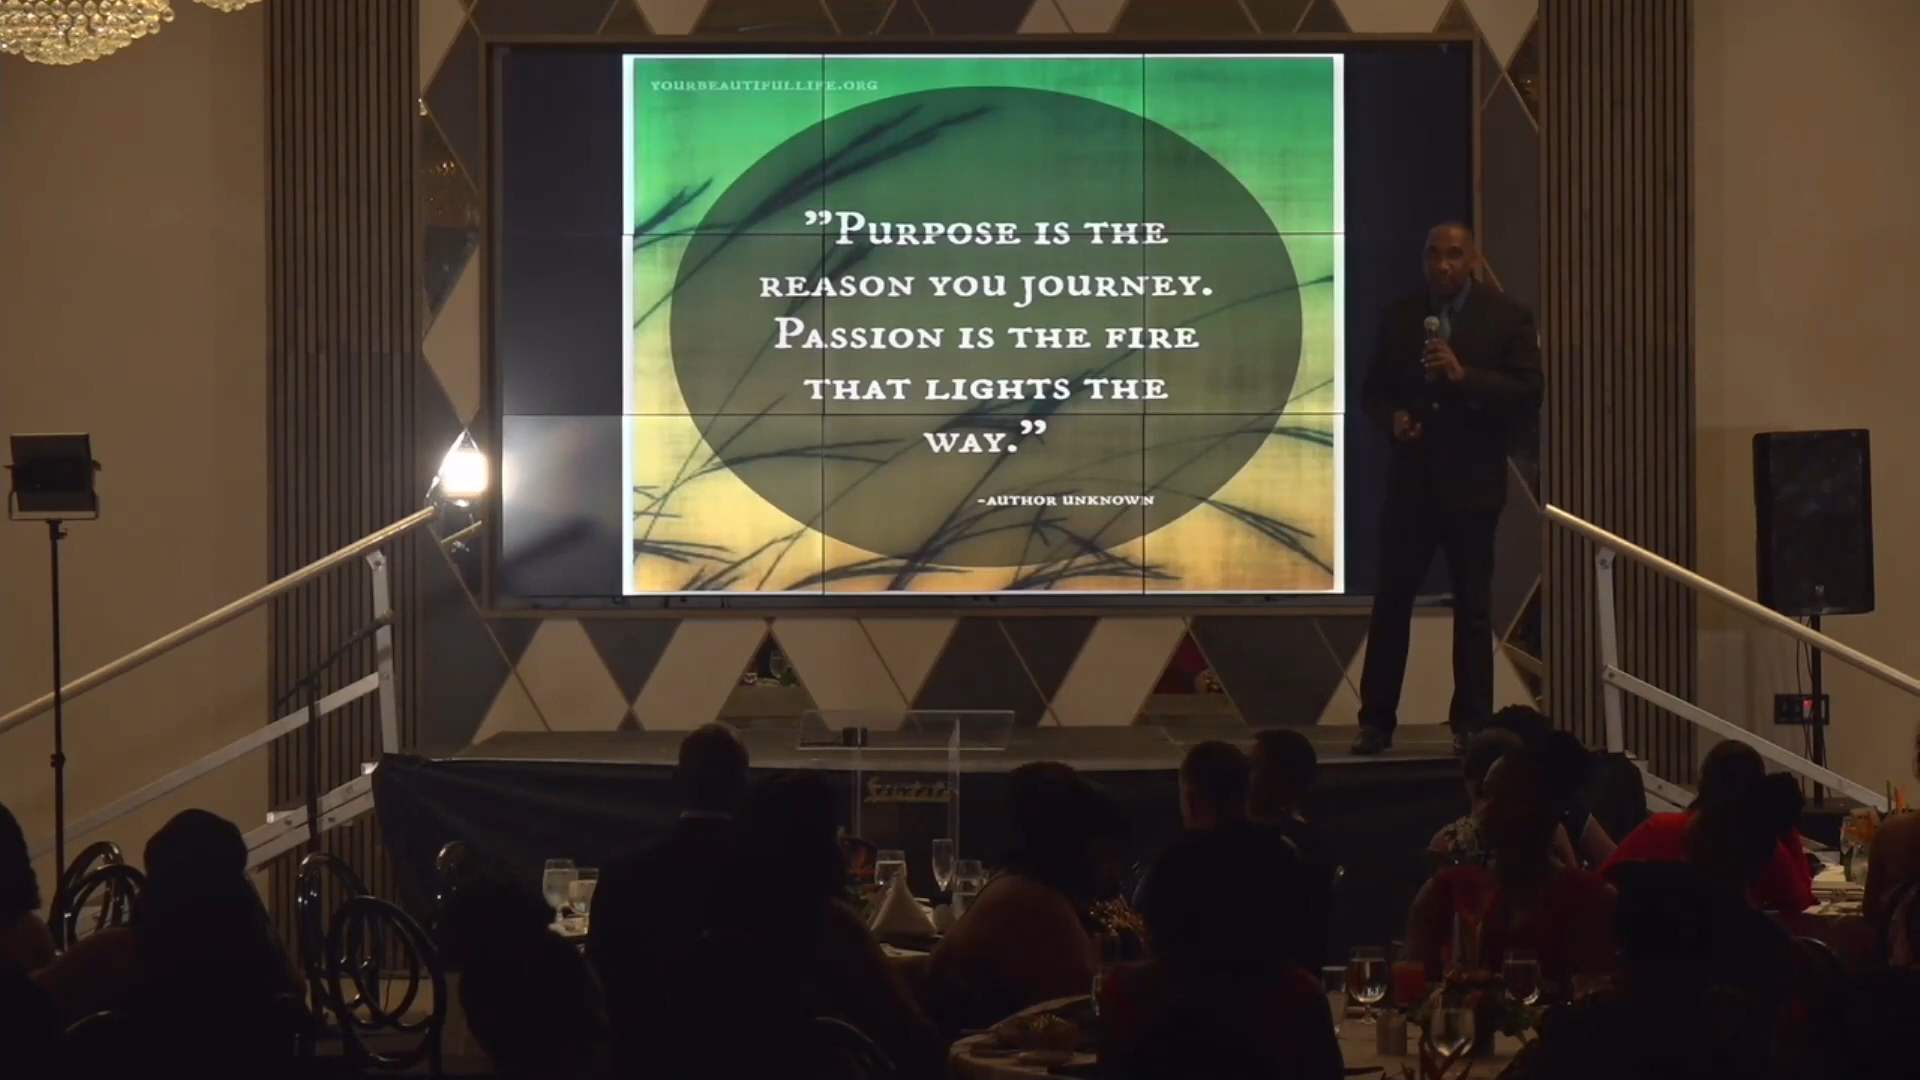 YOURBEAUTIFULLIFE.ORG
”Purpose is the
reason you journey.
Passion is the fire
that lights the
way.”
-Author Unknown